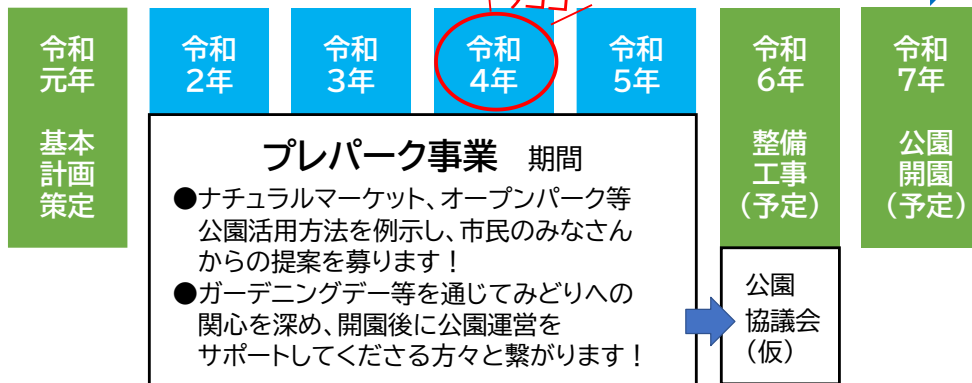 令和
元年
基本
計画
策定
令和
2年
令和
3年
令和
4年
令和
5年
プレパーク事業 期間
●ナチュラルマーケット、オープンパーク等
公園活用方法を例示し、市民のみなさん
からの提案を募ります！
●ガーデニングデー等を通じてみどりへの
関心を深め、開園後に公園運営を
サポートしてくださる方々と繋がります！
令和
6年
整備
工事
(予定)
公園
協議会
(仮)
令和
7年
公園
開園
(予定)